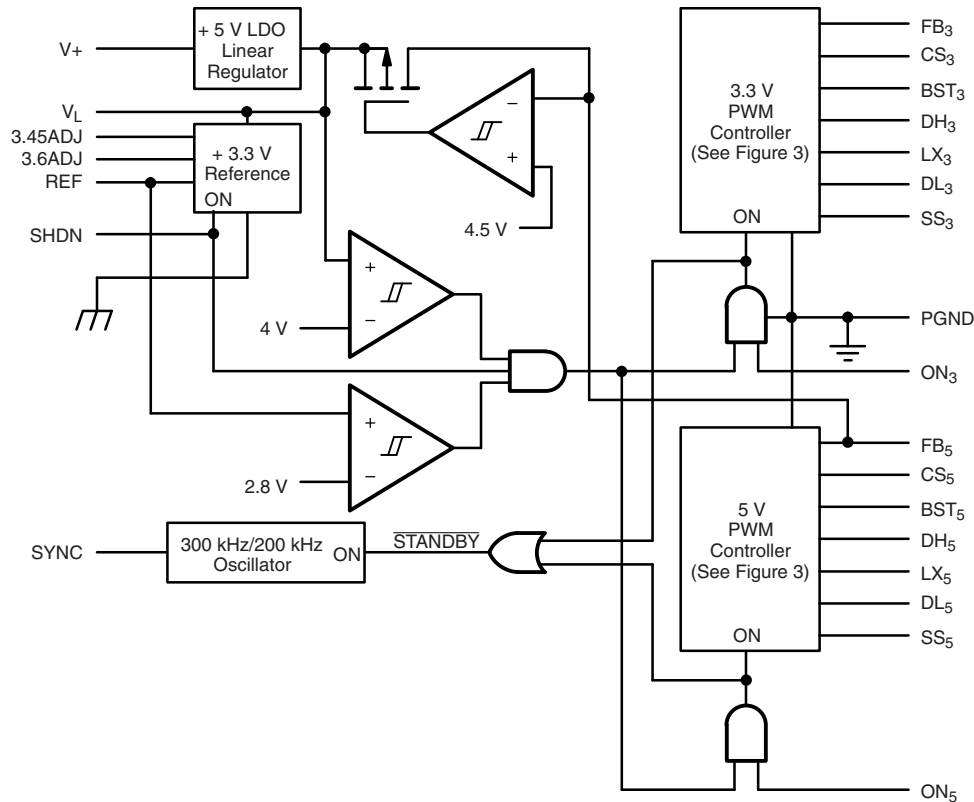 V+
+ 5 V LDO
Linear
Regulator
VL
3.45ADJ
3.6ADJ
REF
+ 3.3 V
Reference
ON
SHDN
−
+
4.5 V
+
−
4 V
+
−
2.8 V
SYNC
300 kHz/200 kHz
Oscillator
ON
STANDBY
3.3 V
PWM
Controller
(See Figure 3)
ON
FB3
CS3
BST3
DH3
LX3
DL3
SS3
PGND
ON3
5 V
PWM
Controller
(See Figure 3)
ON
FB5
CS5
BST5
DH5
LX5
DL5
SS5
ON5